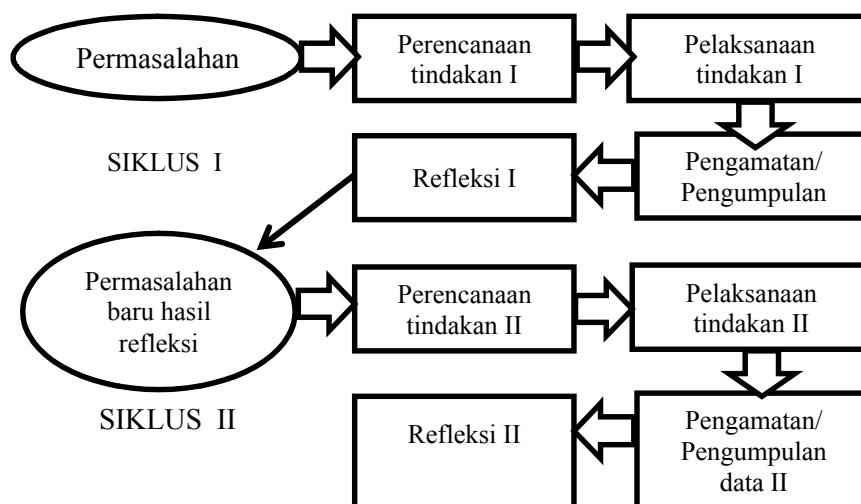 Permasalahan
Perencanaan
tindakan I
Pelaksanaan
tindakan I
SIKLUS I
Refleksi I
Pengamatan/
Pengumpulan
Permasalahan
baru hasil
refleksi
Perencanaan
tindakan II
Pelaksanaan
tindakan II
SIKLUS II
Refleksi II
Pengamatan/
Pengumpulan
data II